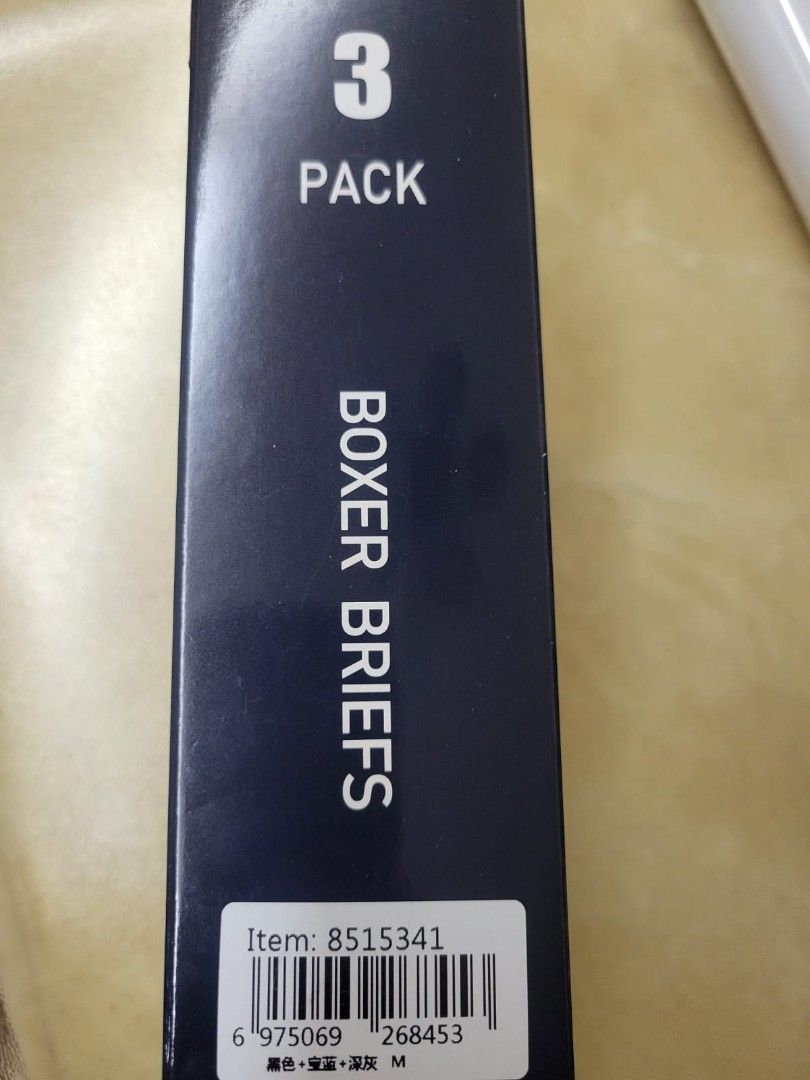 3
PACK
BOXER BRIEFS
Item: 8515341
6 975069 268453
黑色+宝蓝+深灰 M